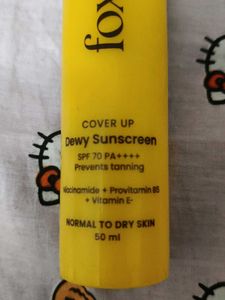 fox
COVER UP
Dewy Sunscreen
SPF 70 PA++++
Prevents tanning
Niacinamide + Provitamin B5
+ Vitamin E
NORMAL TO DRY SKIN
50 ml